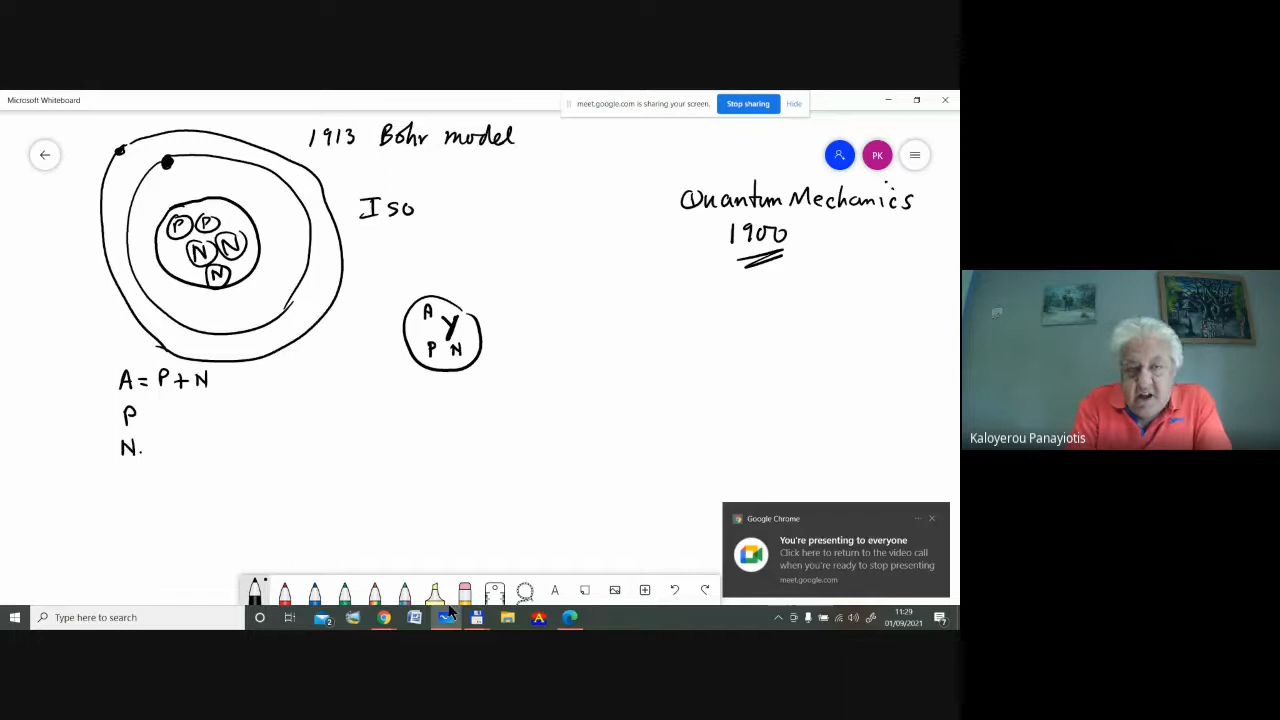 Microsoft Whiteboard
meet.google.com is sharing your screen.
Stop sharing
Hide
1913 Bohr model
PK
Iso
Quantum Mechanics
1900
P P
N N
N
A
Y
P N
A = P + N
P
N.
Kaloyerou Panayiotis
Google Chrome
You're presenting to everyone
Click here to return to the video call
when you're ready to stop presenting
meet.google.com
A
Type here to search
2
11:29
01/09/2021
7